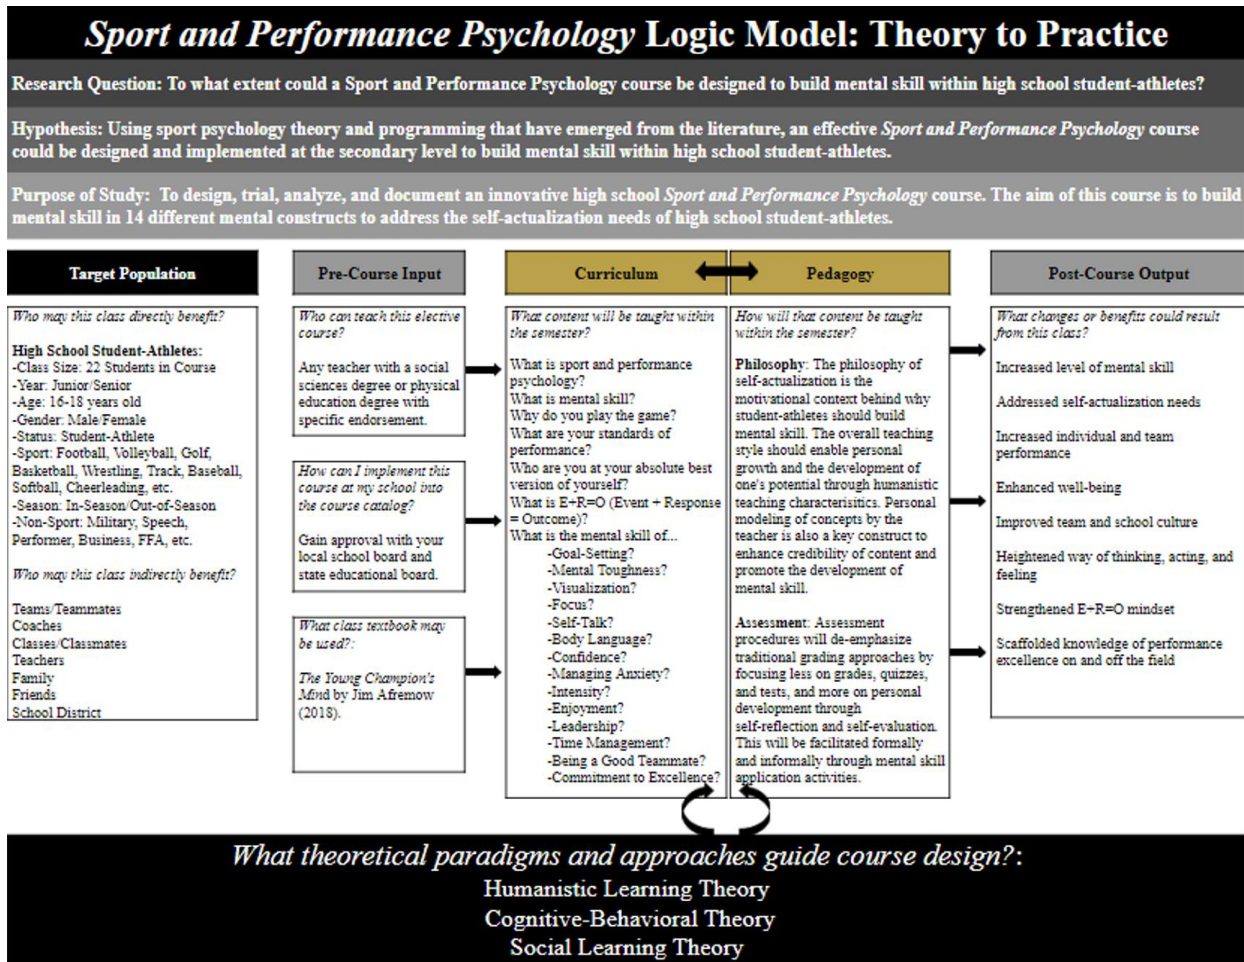 Sport and Performance Psychology Logic Model: Theory to Practice
Research Question: To what extent could a Sport and Performance Psychology course be designed to build mental skill within high school student-athletes?
Hypothesis: Using sport psychology theory and programming that have emerged from the literature, an effective Sport and Performance Psychology course
could be designed and implemented at the secondary level to build mental skill within high school student-athletes.
Purpose of Study: To design, trial, analyze, and document an innovative high school Sport and Performance Psychology course. The aim of this course is to build
mental skill in 14 different mental constructs to address the self-actualization needs of high school student-athletes.
Target Population
Who may this class directly benefit?
High School Student-Athletes:
-Class Size: 22 Students in Course
-Year: Junior/Senior
-Age: 16-18 years old
-Gender: Male/Female
-Status: Student-Athlete
-Sport: Football, Volleyball, Golf,
Basketball, Wrestling, Track, Baseball,
Softball, Cheerleading, etc.
-Season: In-Season/Out-of-Season
-Non-Sport: Military, Speech,
Performer, Business, FFA, etc.
Who may this class indirectly benefit?
Teams/Teammates
Coaches
Classes/Classmates
Teachers
Family
Friends
School District
Pre-Course Input
Who can teach this elective
course?
Any teacher with a social
sciences degree or physical
education degree with
specific endorsement.
How can I implement this
course at my school into
the course catalog?
Gain approval with your
local school board and
state educational board.
What class textbook may
be used?:
The Young Champion's
Mind by Jim Afremow
(2018).
Curriculum
What content will be taught within
the semester?
What is sport and performance
psychology?
What is mental skill?
Why do you play the game?
What are your standards of
performance?
Who are you at your absolute best
version of yourself?
What is E+R=O (Event + Response
= Outcome)?
What is the mental skill of...
-Goal-Setting?
-Mental Toughness?
-Visualization?
-Focus?
-Self-Talk?
-Body Language?
-Confidence?
-Managing Anxiety?
-Intensity?
-Enjoyment?
-Leadership?
-Time Management?
-Being a Good Teammate?
-Commitment to Excellence?
Pedagogy
How will that content be taught
within the semester?
Philosophy: The philosophy of
self-actualization is the
motivational context behind why
student-athletes should build
mental skill. The overall teaching
style should enable personal
growth and the development of
one's potential through humanistic
teaching characterisitics. Personal
modeling of concepts by the
teacher is also a key construct to
enhance credibility of content and
promote the development of
mental skill.
Assessment: Assessment
procedures will de-emphasize
traditional grading approaches by
focusing less on grades, quizzes,
and tests, and more on personal
development through
self-reflection and self-evaluation.
This will be facilitated formally
and informally through mental skill
application activities.
Post-Course Output
What changes or benefits could result
from this class?
Increased level of mental skill
Addressed self-actualization needs
Increased individual and team
performance
Enhanced well-being
Improved team and school culture
Heightened way of thinking, acting, and
feeling
Strengthened E+R=O mindset
Scaffolded knowledge of performance
excellence on and off the field
What theoretical paradigms and approaches guide course design?:
Humanistic Learning Theory
Cognitive-Behavioral Theory
Social Learning Theory